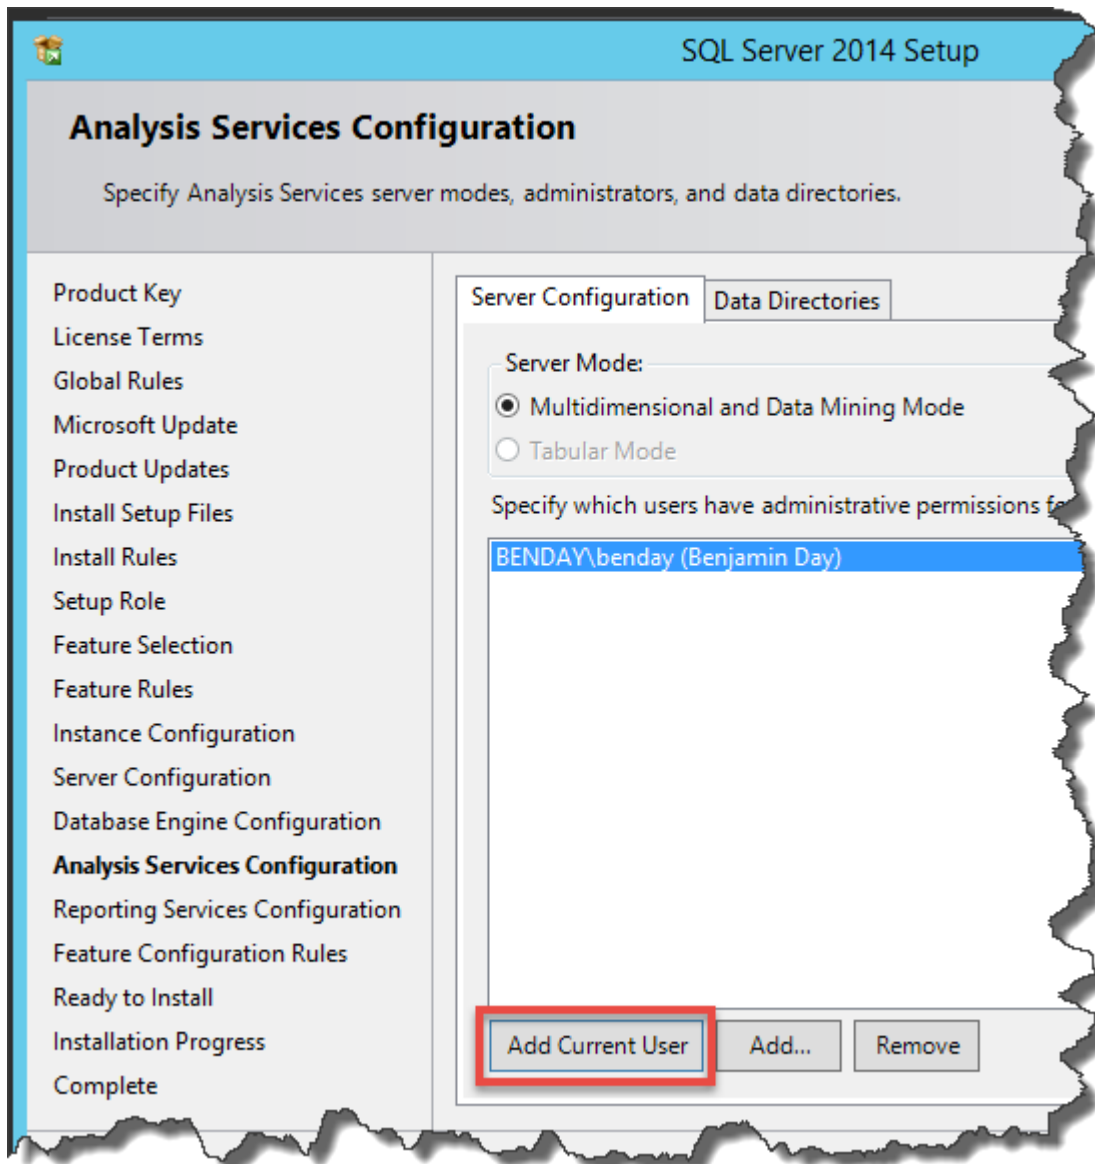 SQL Server 2014 Setup
Analysis Services Configuration
Specify Analysis Services server modes, administrators, and data directories.
Product Key
License Terms
Global Rules
Microsoft Update
Product Updates
Install Setup Files
Install Rules
Setup Role
Feature Selection
Feature Rules
Instance Configuration
Server Configuration
Database Engine Configuration
Analysis Services Configuration
Reporting Services Configuration
Feature Configuration Rules
Ready to Install
Installation Progress
Complete
Server Configuration Data Directories
Server Mode:
Multidimensional and Data Mining Mode
Tabular Mode
Specify which users have administrative permissions
BENDAY\benday (Benjamin Day)
Add Current User Add... Remove